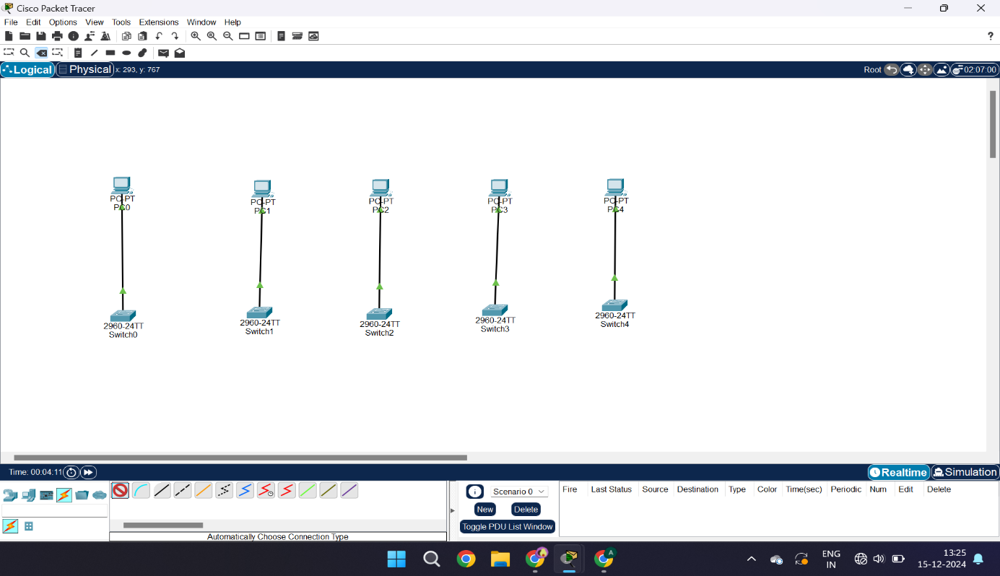 Cisco Packet Tracer
File Edit Options View Tools Extensions Window Help
?
Logical Physical x: 293, y: 767 Root 02:07:00
PC-PT PC-PT PC-PT PC-PT PC-PT
PC0 PC1 PC2 PC3 PC4
2960-24TT 2960-24TT 2960-24TT 2960-24TT 2960-24TT
Switch0 Switch1 Switch2 Switch3 Switch4
Time: 00:04:11 Realtime Simulation
Scenario 0 Fire Last Status Source Destination Type Color Time(sec) Periodic Num Edit Delete
New Delete
Toggle PDU List Window
Automatically Choose Connection Type
A
ENG 13:25
IN 15-12-2024